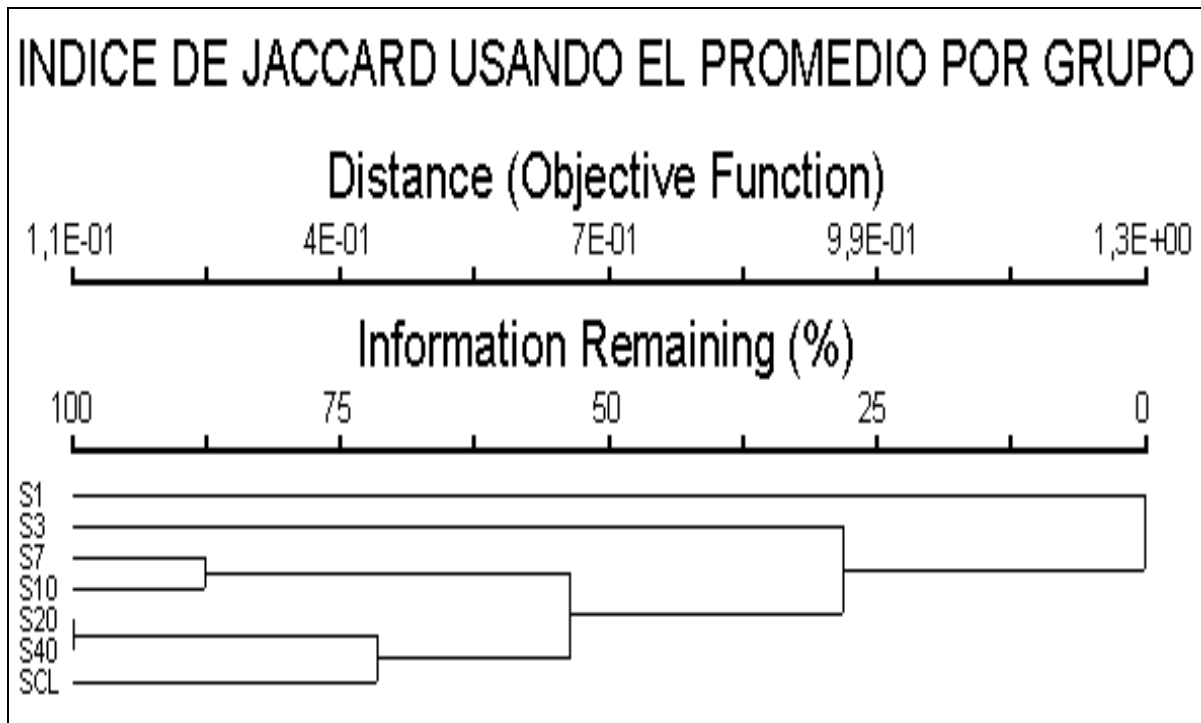 INDICE DE JACCARD USANDO EL PROMEDIO POR GRUPO
Distance (Objective Function)
1,1E-01 4E-01 7E-01 9,9E-01 1,3E+00
Information Remaining (%)
100 75 50 25 0
S1
S3
S7
S10
S20
S40
SCL